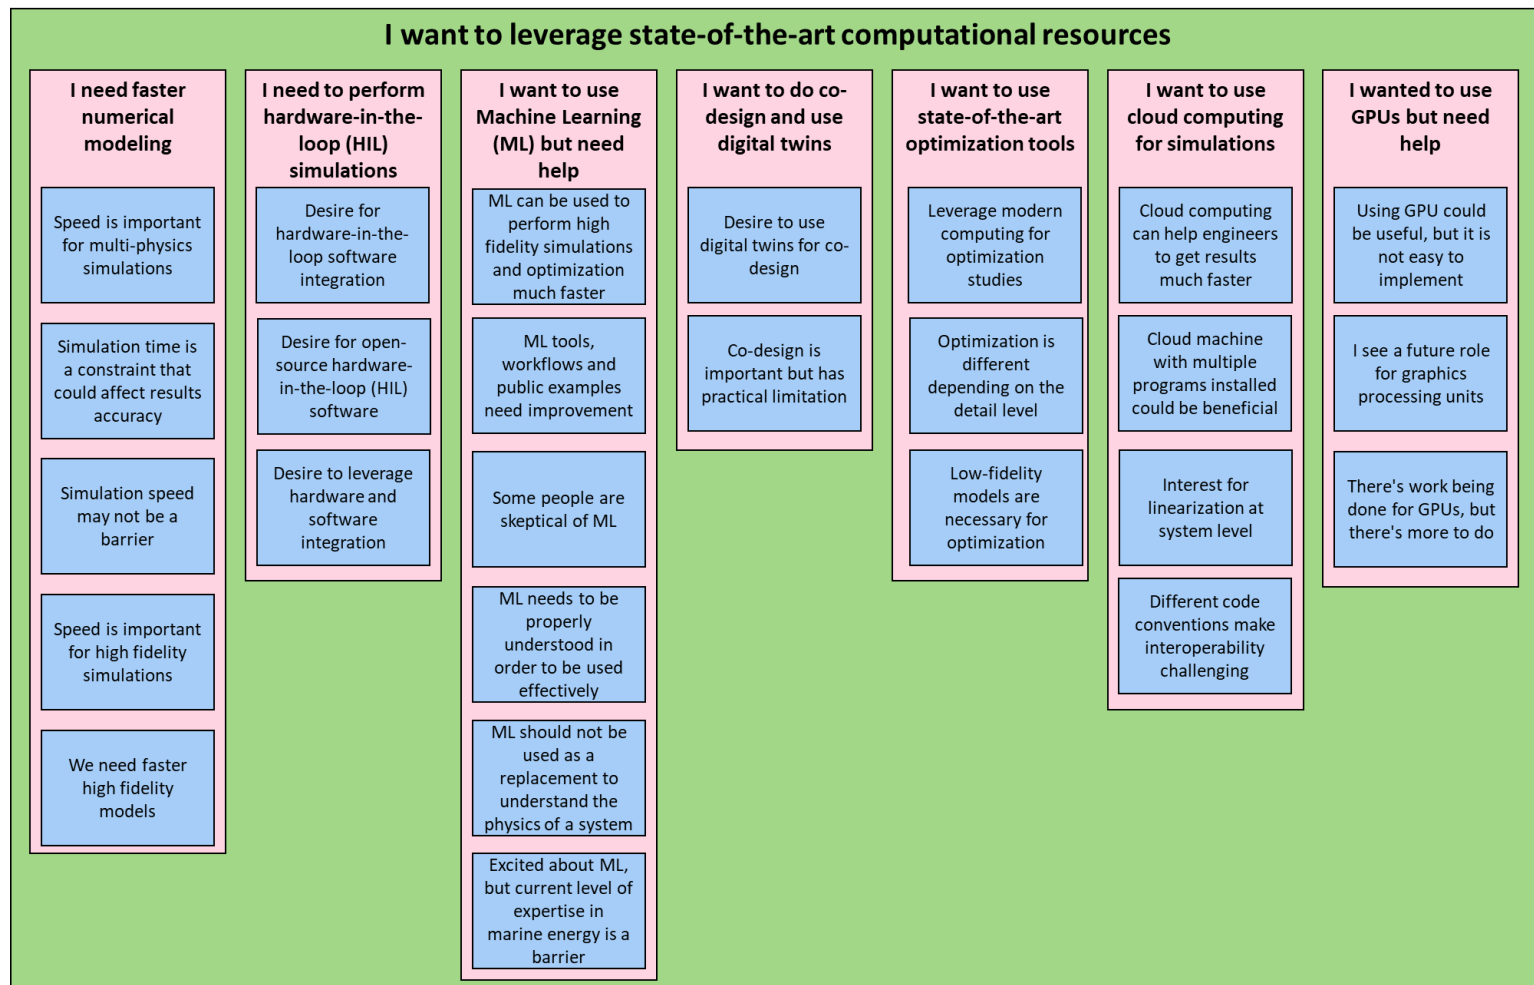 I want to leverage state-of-the-art computational resources
I need faster
numerical
modeling
Speed is important
for multi-physics
simulations
Simulation time is
a constraint that
could affect results
accuracy
Simulation speed
may not be a
barrier
Speed is important
for high fidelity
simulations
We need faster
high fidelity
models
I need to perform
hardware-in-the-
loop (HIL)
simulations
Desire for
hardware-in-the-
loop software
integration
Desire for open-
source hardware-
in-the-loop (HIL)
software
Desire to leverage
hardware and
software
integration
I want to use
Machine Learning
(ML) but need
help
ML can be used to
perform high
fidelity simulations
and optimization
much faster
ML tools,
workflows and
public examples
need improvement
Some people are
skeptical of ML
ML needs to be
properly
understood in
order to be used
effectively
ML should not be
used as a
replacement to
understand the
physics of a system
Excited about ML,
but current level of
expertise in
marine energy is a
barrier
I want to do co-
design and use
digital twins
Desire to use
digital twins for co-
design
Co-design is
important but has
practical limitation
I want to use
state-of-the-art
optimization tools
Leverage modern
computing for
optimization
studies
Optimization is
different
depending on the
detail level
Low-fidelity
models are
necessary for
optimization
I want to use
cloud computing
for simulations
Cloud computing
can help engineers
to get results
much faster
Cloud machine
with multiple
programs installed
could be beneficial
Interest for
linearization at
system level
Different code
conventions make
interoperability
challenging
I wanted to use
GPUs but need
help
Using GPU could
be useful, but it is
not easy to
implement
I see a future role
for graphics
processing units
There's work being
done for GPUs, but
there's more to do